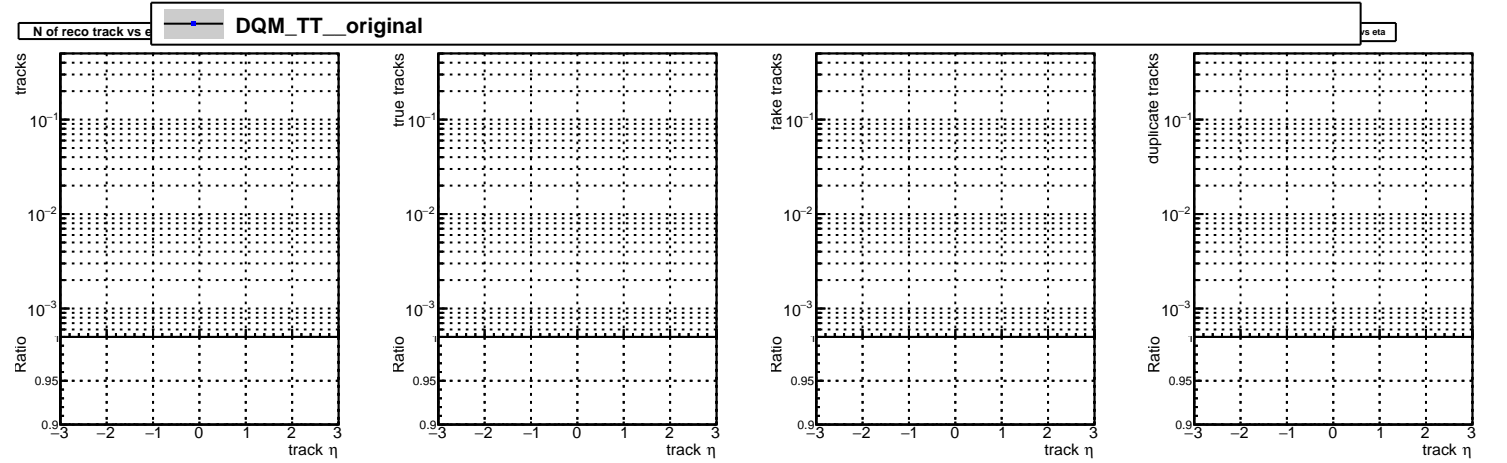 DQM_TT__original
N of reco track vs e
vs eta
tracks
10⁻¹
10⁻²
10⁻³
1
Ratio
0.95
0.9
−3 −2 −1 0 1 2 3
track η
true tracks
10⁻¹
10⁻²
10⁻³
1
Ratio
0.95
0.9
−3 −2 −1 0 1 2 3
track η
fake tracks
10⁻¹
10⁻²
10⁻³
1
Ratio
0.95
0.9
−3 −2 −1 0 1 2 3
track η
duplicate tracks
10⁻¹
10⁻²
10⁻³
1
Ratio
0.95
0.9
−3 −2 −1 0 1 2 3
track η